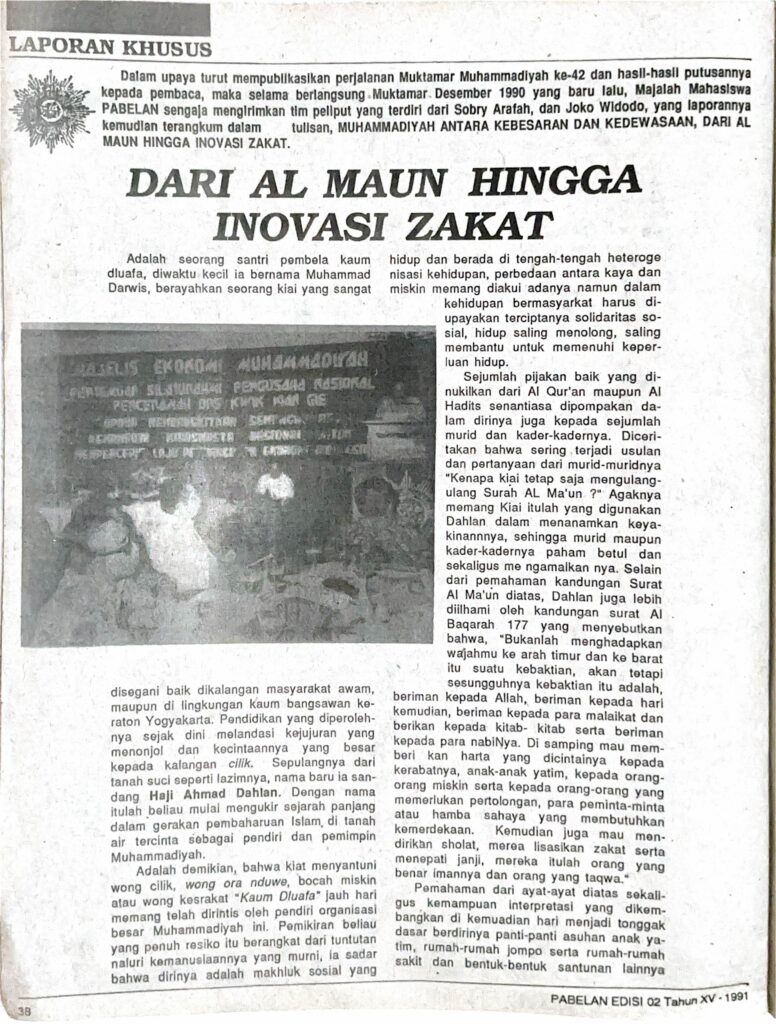 LAPORAN KHUSUS
Dalam upaya turut mempublikasikan perjalanan Muktamar Muhammadiyah ke-42 dan hasil-hasil putusannya
kepada pembaca, maka selama berlangsung Muktamar Desember 1990 yang baru lalu, Majalah Mahasiswa
PABELAN sengaja mengirimkan tim peliput yang terdiri dari Sobry Arafah, dan Joko Widodo, yang laporannya
kemudian terangkum dalam tulisan, MUHAMMADIYAH ANTARA KEBESARAN DAN KEDEWASAAN, DARI AL
MAUN HINGGA INOVASI ZAKAT.
DARI AL MAUN HINGGA
INOVASI ZAKAT
Adalah seorang santri pembela kaum
dluafa, diwaktu kecil ia bernama Muhammad
Darwis, berayahkan seorang kiai yang sangat
MAJELIS EKONOMI MUHAMMADIYAH
PERTEMUAN SILATURAHMI PENGUSAHA NASIONAL
PENCERAMAH DRS KWIK KIAN GIE
disegani baik dikalangan masyarakat awam,
maupun di lingkungan kaum bangsawan ke-
raton Yogyakarta. Pendidikan yang diperoleh-
nya sejak dini melandasi kejujuran yang
menonjol dan kecintaannya yang besar
kepada kalangan cilik. Sepulangnya dari
tanah suci seperti lazimnya, nama baru ia san-
dang Haji Ahmad Dahlan. Dengan nama
itulah beliau mulai mengukir sejarah panjang
dalam gerakan pembaharuan Islam, di tanah
air tercinta sebagai pendiri dan pemimpin
Muhammadiyah.
Adalah demikian, bahwa kiat menyantuni
wong cilik, wong ora nduwe, bocah miskin
atau wong kesrakat "Kaum Dluafa" jauh hari
memang telah dirintis oleh pendiri organisasi
besar Muhammadiyah ini. Pemikiran beliau
yang penuh resiko itu berangkat dari tuntutan
naluri kemanusiaannya yang murni, ia sadar
bahwa dirinya adalah makhluk sosial yang
hidup dan berada di tengah-tengah heteroge
nisasi kehidupan, perbedaan antara kaya dan
miskin memang diakui adanya namun dalam
kehidupan bermasyarkat harus di-
upayakan terciptanya solidaritas so-
sial, hidup saling menolong, saling
membantu untuk memenuhi keper-
luan hidup.
Sejumlah pijakan baik yang di-
nukilkan dari Al Qur'an maupun Al
Hadits senantiasa dipompakan da-
lam dirinya juga kepada sejumlah
murid dan kader-kadernya. Diceri-
takan bahwa sering terjadi usulan
dan pertanyaan dari murid-muridnya
"Kenapa kiai tetap saja mengulang-
ulang Surah AL Ma'un ?" Agaknya
memang Kiai itulah yang digunakan
Dahlan dalam menanamkan keya-
kinannnya, sehingga murid maupun
kader-kadernya paham betul dan
sekaligus me ngamalkan nya. Selain
dari pemahaman kandungan Surat
Al Ma'un diatas, Dahlan juga lebih
diilhami oleh kandungan surat Al
Baqarah 177 yang menyebutkan
bahwa, "Bukanlah menghadapkan
wajahmu ke arah timur dan ke barat
itu suatu kebaktian, akan tetapi
sesungguhnya kebaktian itu adalah,
beriman kepada Allah, beriman kepada hari
kemudian, beriman kepada para malaikat dan
berikan kepada kitab- kitab serta beriman
kepada para nabiNya. Di samping mau mem-
beri kan harta yang dicintainya kepada
kerabatnya, anak-anak yatim, kepada orang-
orang miskin serta kepada orang-orang yang
memerlukan pertolongan, para peminta-minta
atau hamba sahaya yang membutuhkan
kemerdekaan. Kemudian juga mau men-
dirikan sholat, merea lisasikan zakat serta
menepati janji, mereka itulah orang yang
benar imannya dan orang yang taqwa."
Pemahaman dari ayat-ayat diatas sekali-
gus kemampuan interpretasi yang dikem-
bangkan di kemuadian hari menjadi tonggak
dasar berdirinya panti-panti asuhan anak ya-
tim, rumah-rumah jompo serta rumah-rumah
sakit dan bentuk-bentuk santunan lainnya
38
PABELAN EDISI 02 Tahun XV - 1991